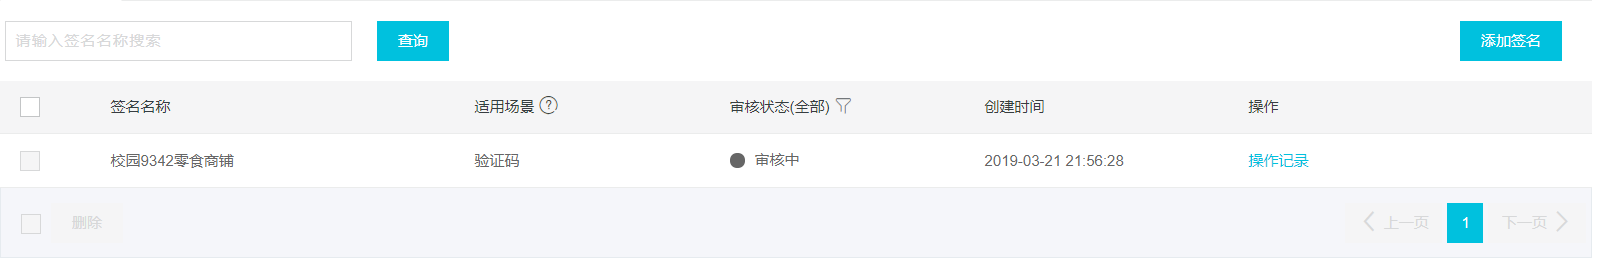 请输入签名名称搜索 查询 添加签名
签名名称 适用场景 ? 审核状态(全部) 创建时间 操作
校园9342零食商铺 验证码 审核中 2019-03-21 21:56:28 操作记录
删除 上一页 1 下一页